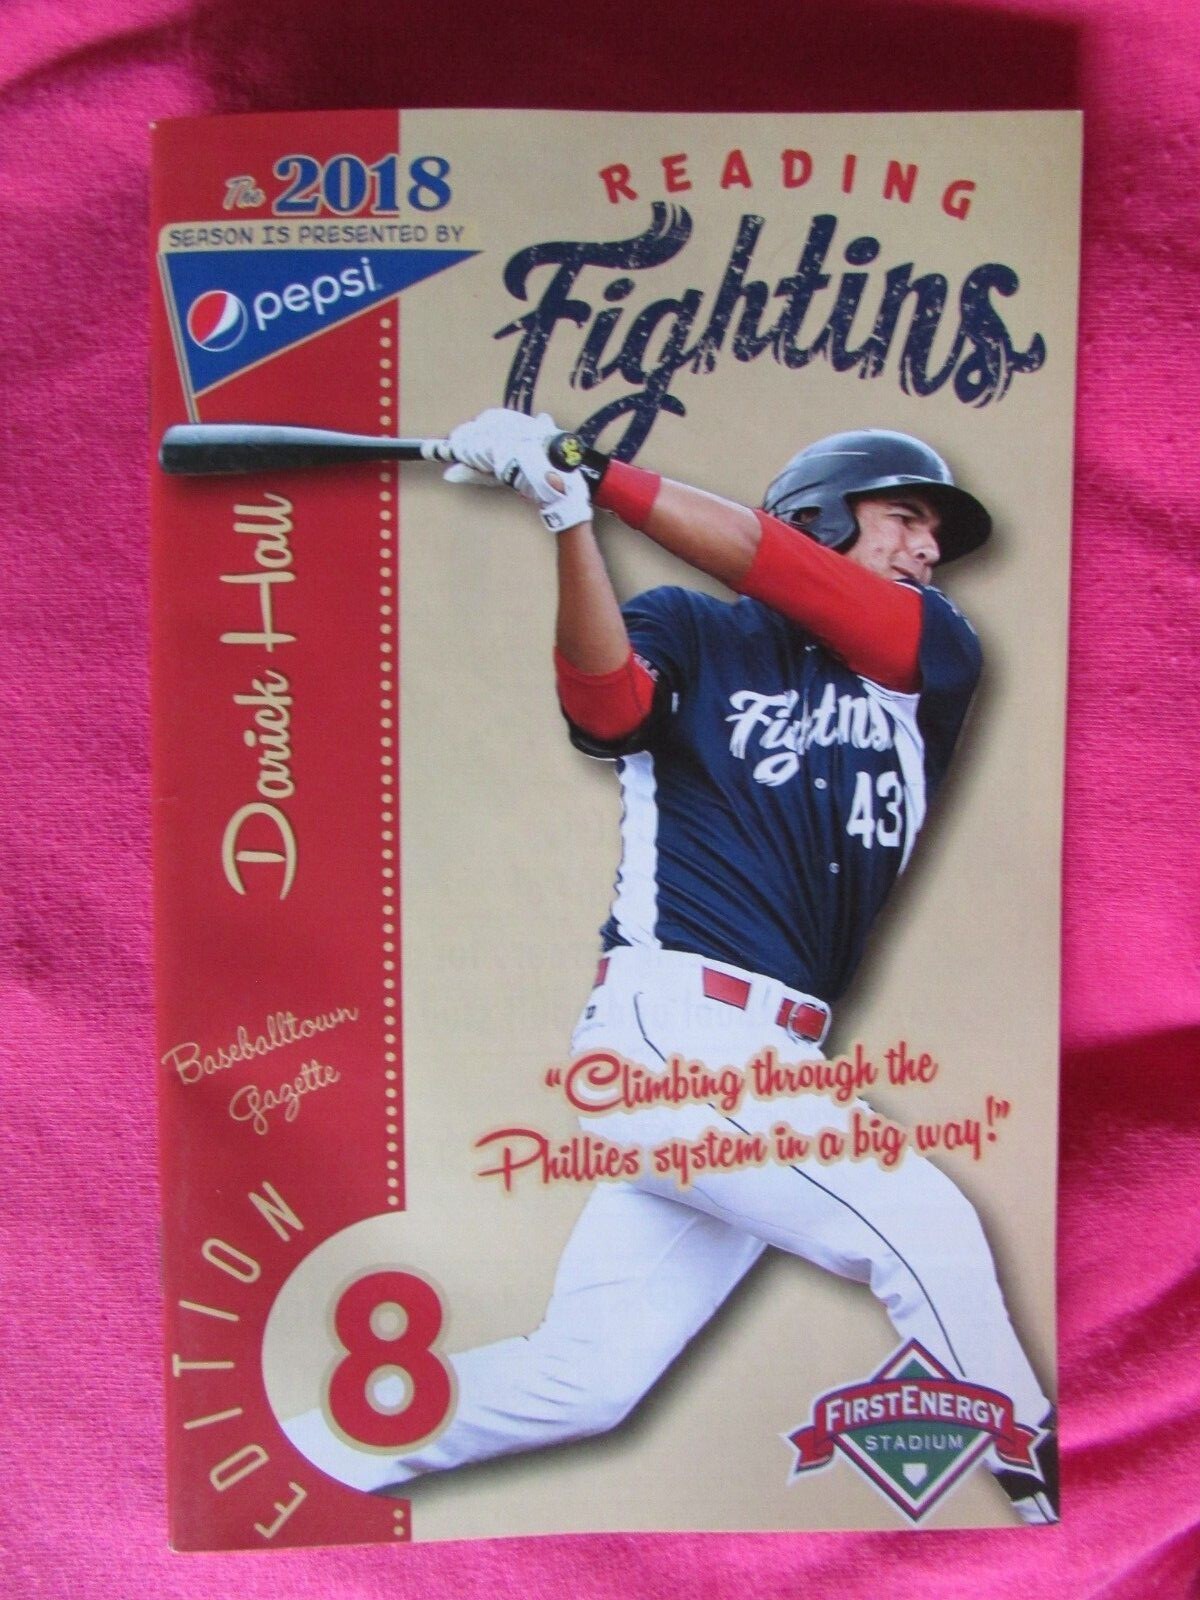 The 2018
SEASON IS PRESENTED BY
pepsi
READING
Fightins
Darick Hall
Fightins
43
Baseballtown
Gazette
"Climbing through the
Phillies system in a big way!"
EDITION
8
FIRSTENERGY
STADIUM